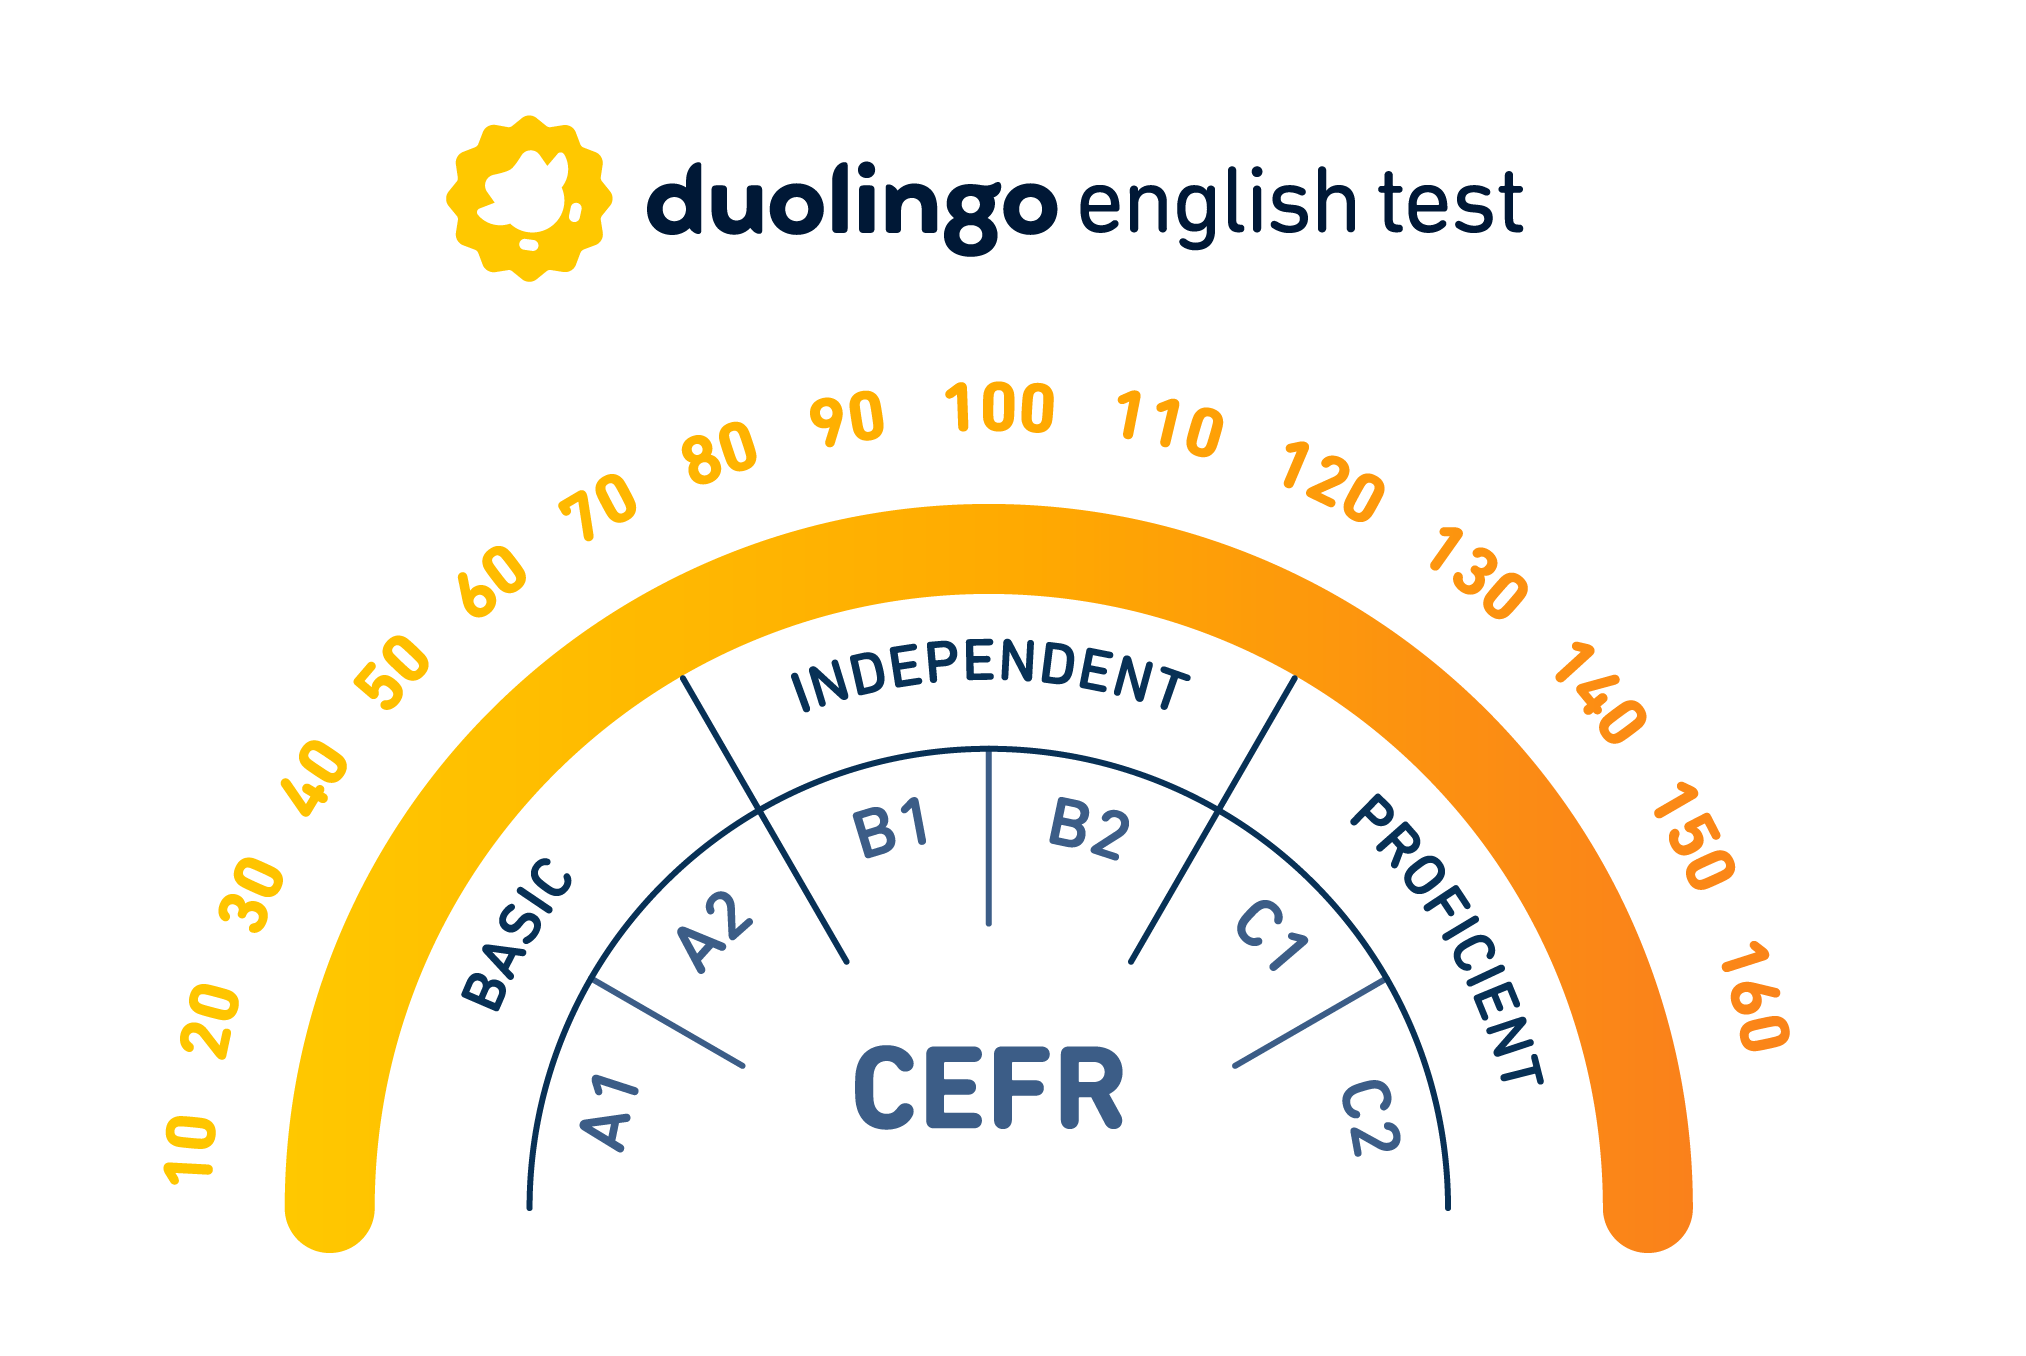 duolingo english test
10
20
30
40
50
60
70
80
90
100
110
120
130
140
150
160
BASIC
INDEPENDENT
PROFICIENT
A1
A2
B1
B2
C1
C2
CEFR